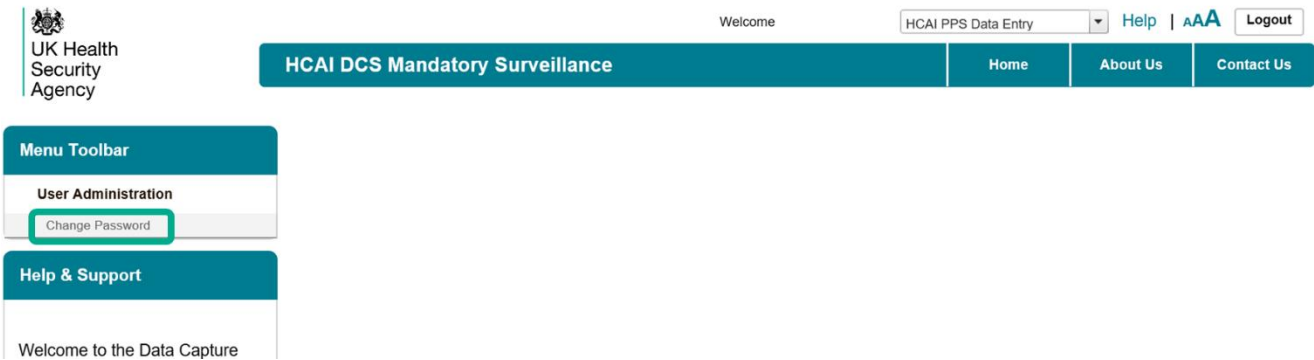 UK Health
Security
Agency
Welcome
HCAI PPS Data Entry
Help | AAA
Logout
HCAI DCS Mandatory Surveillance
Home
About Us
Contact Us
Menu Toolbar
User Administration
Change Password
Help & Support
Welcome to the Data Capture